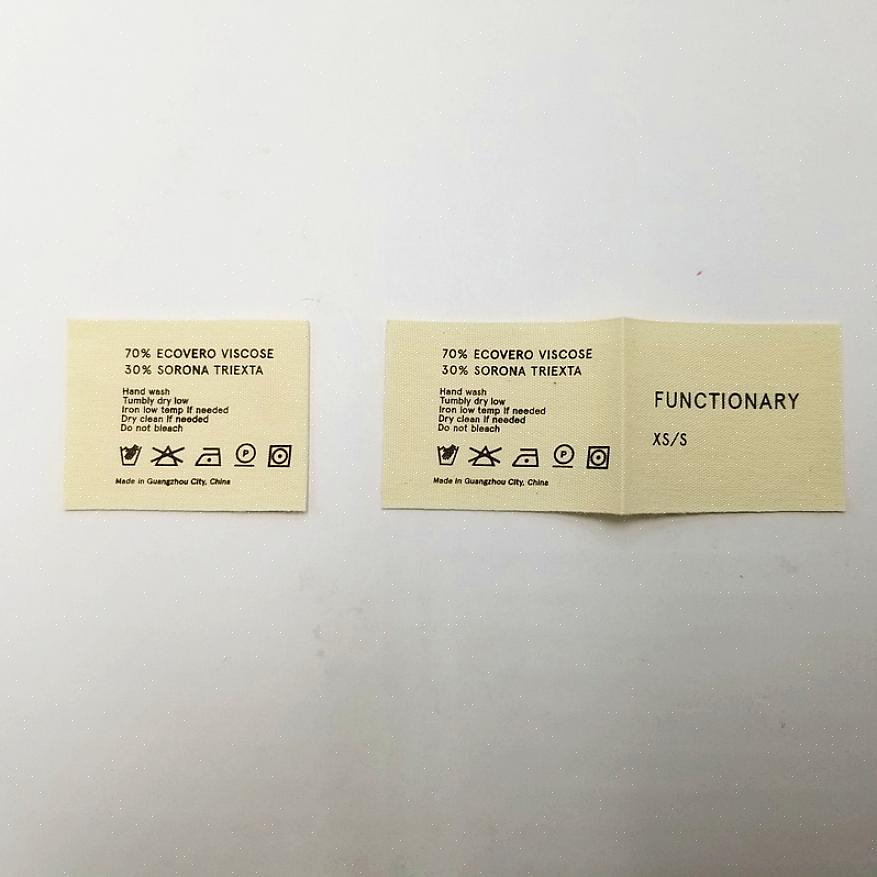 70% ECOVERO VISCOSE
30% SORONA TRIEXTA
Hand wash
Tumbly dry low
Iron low temp if needed
Dry clean if needed
Do not bleach
P
Made in Guangzhou City, China
70% ECOVERO VISCOSE
30% SORONA TRIEXTA
Hand wash
Tumbly dry low
Iron low temp if needed
Dry clean if needed
Do not bleach
P
Made in Guangzhou City, China
FUNCTIONARY
XS/S